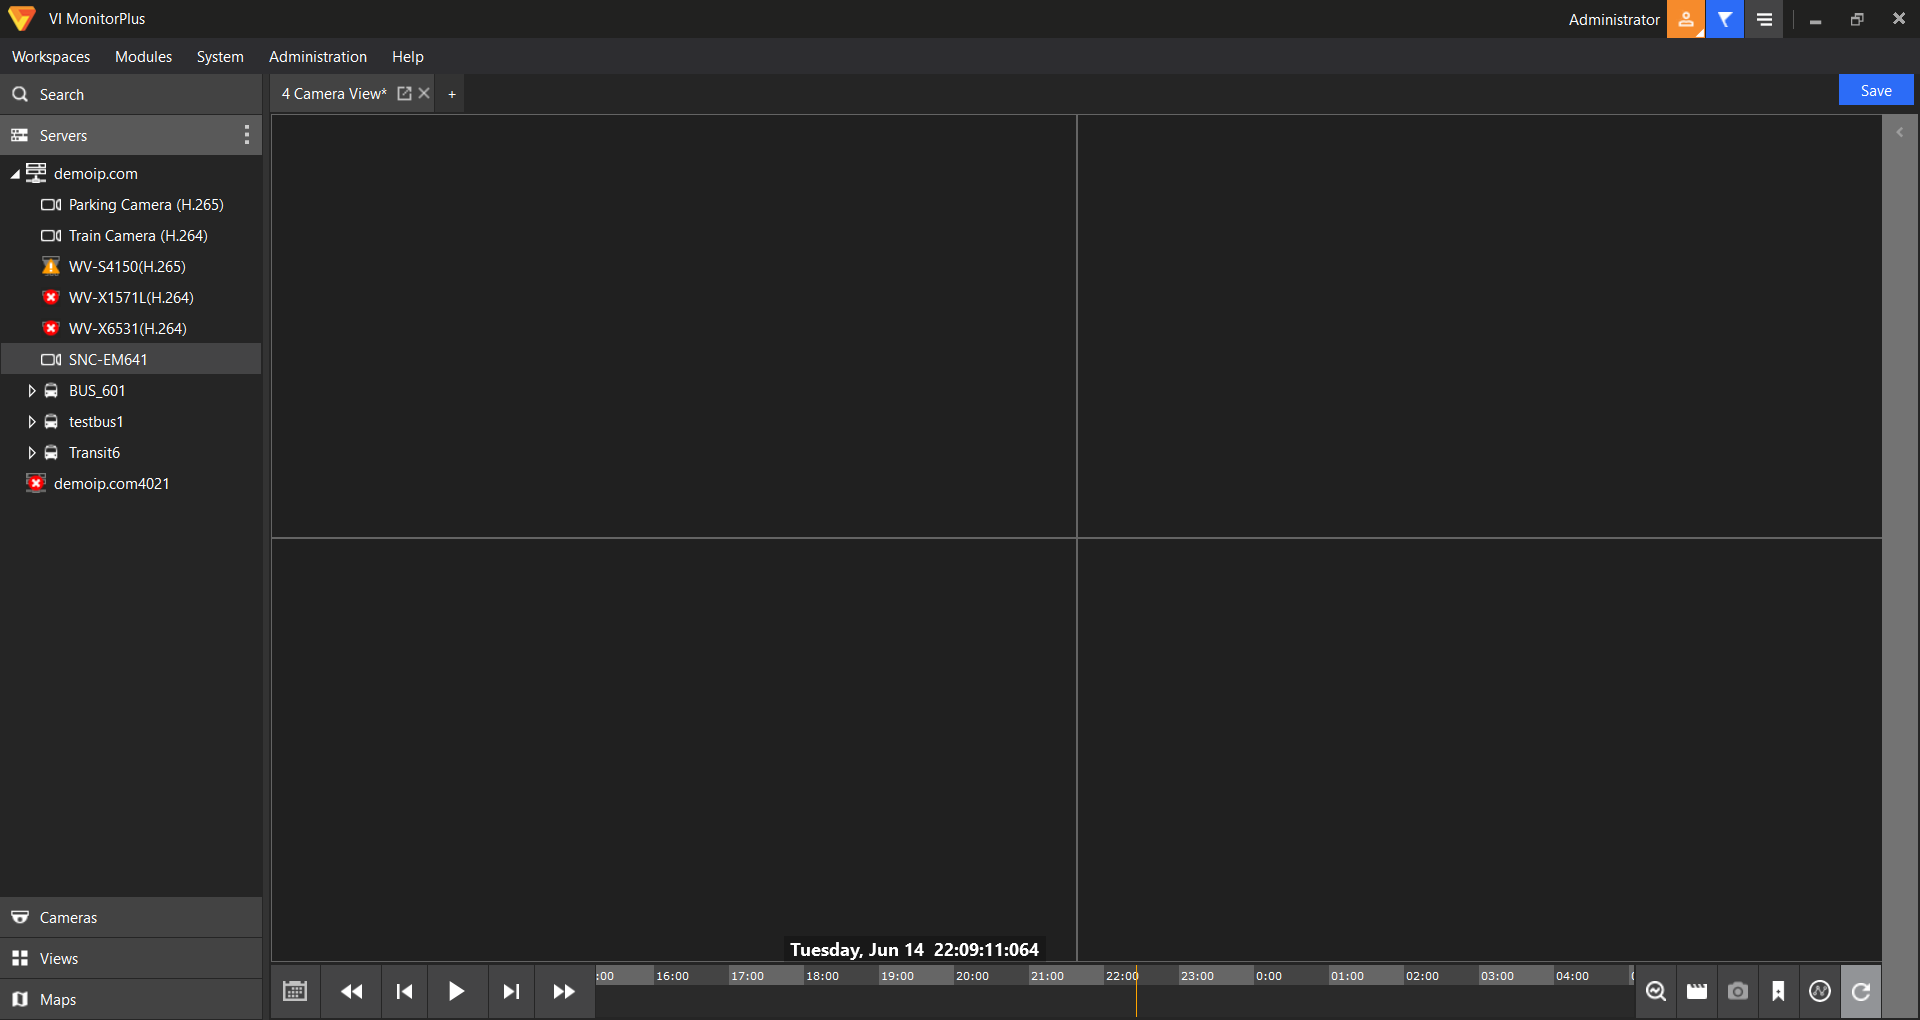 VI MonitorPlus
Administrator
Workspaces Modules System Administration Help
Search
4 Camera View* +
Save
Servers
demoip.com
Parking Camera (H.265)
Train Camera (H.264)
WV-S4150(H.265)
WV-X1571L(H.264)
WV-X6531(H.264)
SNC-EM641
BUS_601
testbus1
Transit6
demoip.com4021
Cameras
Views
Maps
Tuesday, Jun 14 22:09:11:064
:00 16:00 17:00 18:00 19:00 20:00 21:00 22:00 23:00 0:00 01:00 02:00 03:00 04:00